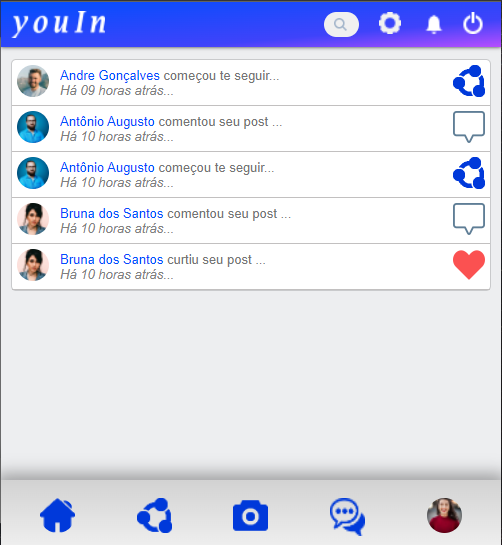 youIn
Andre Gonçalves começou te seguir...
Há 09 horas atrás...
Antônio Augusto comentou seu post ...
Há 10 horas atrás...
Antônio Augusto começou te seguir...
Há 10 horas atrás...
Bruna dos Santos comentou seu post ...
Há 10 horas atrás...
Bruna dos Santos curtiu seu post ...
Há 10 horas atrás...